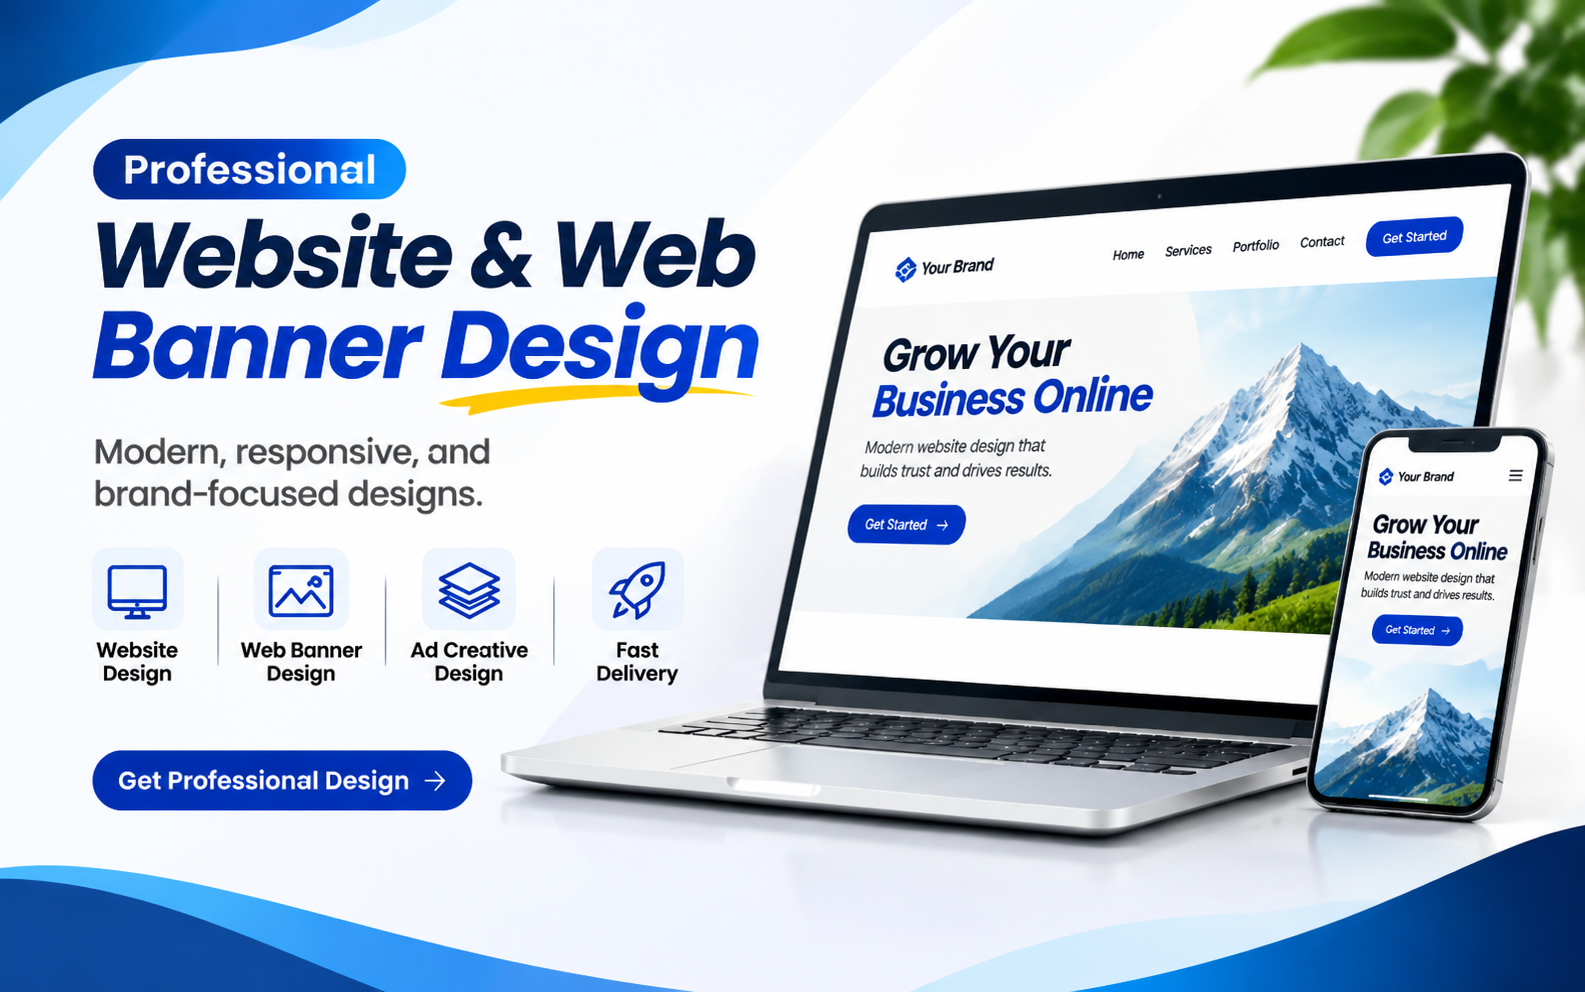 Professional
Website & Web
Banner Design
Modern, responsive, and
brand-focused designs.
Website
Design
Web Banner
Design
Ad Creative
Design
Fast
Delivery
Get Professional Design
Your Brand
Home Services Portfolio Contact Get Started
Grow Your
Business Online
Modern website design that
builds trust and drives results.
Get Started
Your Brand
Grow Your
Business Online
Modern website design that
builds trust and drives results.
Get Started